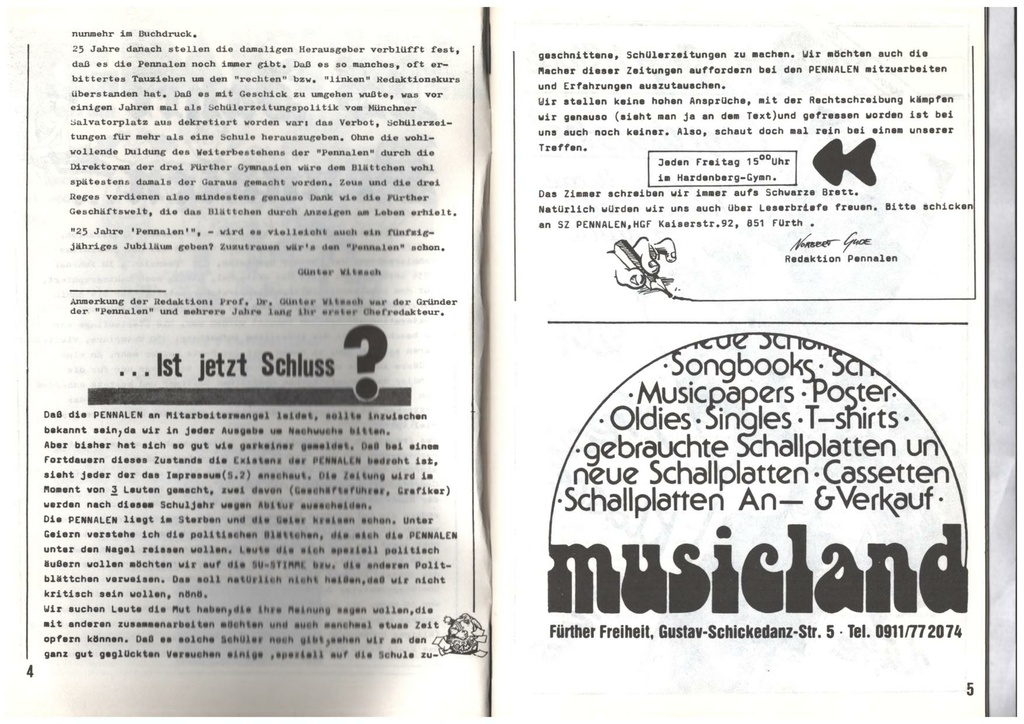 nunmehr im Buchdruck.
25 Jahre danach stellen die damaligen Herausgeber verblüfft fest,
daß es die Pennalen noch immer gibt. Daß es so manches, oft er-
bittertes Tauziehen um den "rechten" bzw. "linken" Redaktionskurs
überstanden hat. Daß es mit Geschick zu umgehen wußte, was vor
einigen Jahren mal als Schülerzeitungspolitik vom Münchner
Salvatorplatz aus dekretiert worden war: das Verbot, Schülerzei-
tungen für mehr als eine Schule herauszugeben. Ohne die wohl-
wollende Duldung des Weiterbestehens der "Pennalen" durch die
Direktoren der drei Fürther Gymnasien wäre dem Blättchen wohl
spätestens damals der Garaus gemacht worden. Zeus und die drei
Reges verdienen also mindestens genauso Dank wie die Fürther
Geschäftswelt, die das Blättchen durch Anzeigen am Leben erhielt.
"25 Jahre 'Pennalen'", - wird es vielleicht auch ein fünfzig-
jähriges Jubiläum geben? Zuzutrauen wär's den "Pennalen" schon.
Günter Witzsch
Anmerkung der Redaktion: Prof. Dr. Günter Witzsch war der Gründer
der "Pennalen" und mehrere Jahre lang ihr erster Chefredakteur.
...Ist jetzt Schluss ?
Daß die PENNALEN an Mitarbeitermangel leidet, sollte inzwischen
bekannt sein,da wir in jeder Ausgabe um Nachwuchs bitten.
Aber bisher hat sich so gut wie garkeiner gemeldet. Daß bei einem
Fortdauern dieses Zustands die Existenz der PENNALEN bedroht ist,
sieht jeder der das Impressum(S.2) anschaut. Die Zeitung wird im
Moment von 3 Leuten gemacht, zwei davon (Geschäftsführer, Grafiker)
werden nach diesem Schuljahr wegen Abitur ausscheiden.
Die PENNALEN liegt im Sterben und die Geier kreisen schon. Unter
Geiern verstehe ich die politischen Blättchen, die sich die PENNALEN
unter den Nagel reissen wollen. Leute die sich speziell politisch
äußern wollen möchten wir auf die SU-STIMME bzw. die anderen Polit-
blättchen verweisen. Das soll natürlich nicht heißen,daß wir nicht
kritisch sein wollen, nönö.
Wir suchen Leute die Mut haben,die ihre Meinung sagen wollen,die
mit anderen zusammenarbeiten möchten und auch manchmal etwas Zeit
opfern können. Daß es solche Schüler noch gibt,sehen wir an den
ganz gut geglückten Versuchen einige ,speziell auf die Schule zu-
4
geschnittene, Schülerzeitungen zu machen. Wir möchten auch die
Macher dieser Zeitungen auffordern bei den PENNALEN mitzuarbeiten
und Erfahrungen auszutauschen.
Wir stellen keine hohen Ansprüche, mit der Rechtschreibung kämpfen
wir genauso (sieht man ja an dem Text)und gefressen worden ist bei
uns auch noch keiner. Also, schaut doch mal rein bei einem unserer
Treffen.
Jeden Freitag 15⁰⁰Uhr
im Hardenberg-Gymn.
Das Zimmer schreiben wir immer aufs Schwarze Brett.
Natürlich würden wir uns auch über Leserbriefe freuen. Bitte schicken
an SZ PENNALEN,HGF Kaiserstr.92, 851 Fürth .
Norbert Gude
Redaktion Pennalen
·Songbooks·
·Musicpapers·Poster·
·Oldies·Singles·T-shirts·
·gebrauchte Schallplatten un
neue Schallplatten·Cassetten
·Schallplatten An- & Verkauf·
musicland
Fürther Freiheit, Gustav-Schickedanz-Str. 5 · Tel. 0911/77 20 74
5